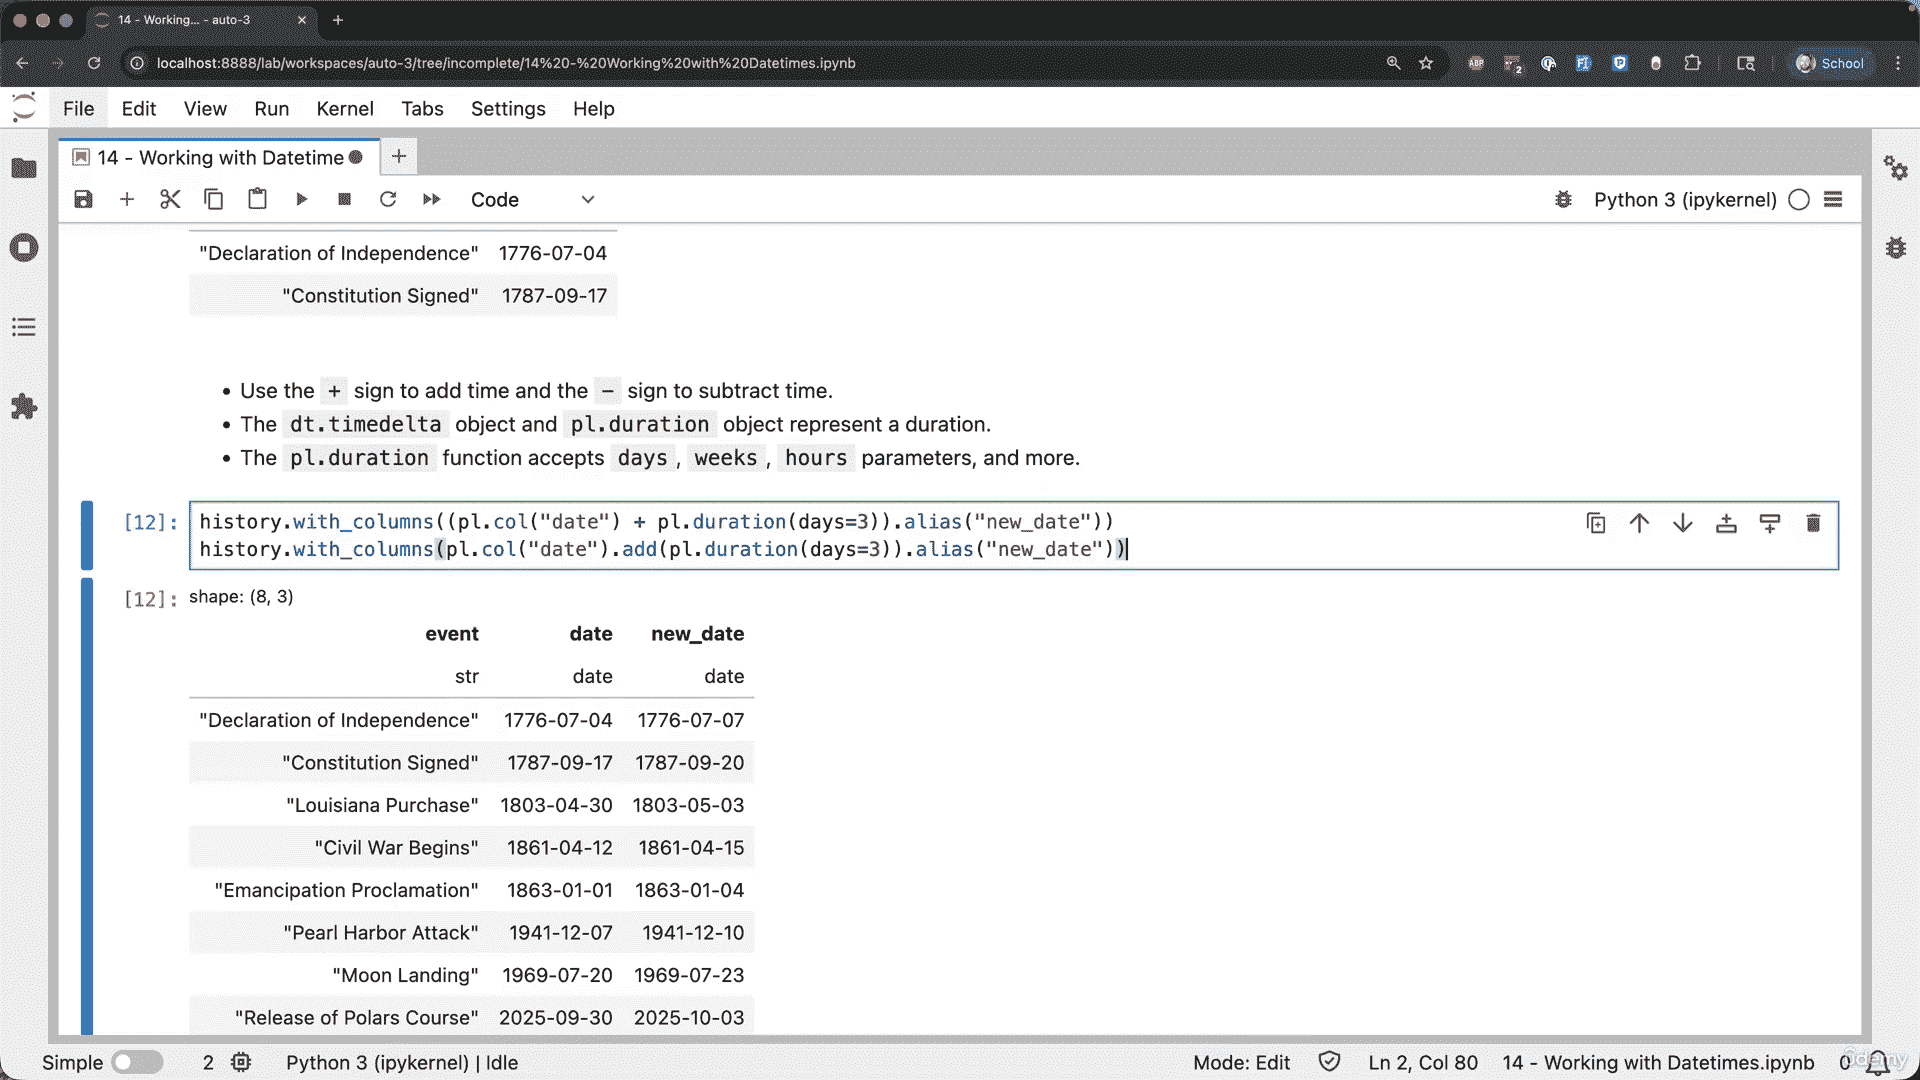 14 - Working... - auto-3
localhost:8888/lab/workspaces/auto-3/tree/incomplete/14%20-%20Working%20with%20Datetimes.ipynb
ABP
2
School
File Edit View Run Kernel Tabs Settings Help
14 - Working with Datetime
Code
Python 3 (ipykernel)
"Declaration of Independence" 1776-07-04
"Constitution Signed" 1787-09-17
• Use the + sign to add time and the - sign to subtract time.
• The dt.timedelta object and pl.duration object represent a duration.
• The pl.duration function accepts days, weeks, hours parameters, and more.
[12]: history.with_columns((pl.col("date") + pl.duration(days=3)).alias("new_date"))
history.with_columns(pl.col("date").add(pl.duration(days=3)).alias("new_date"))
[12]: shape: (8, 3)
event date new_date
str date date
"Declaration of Independence" 1776-07-04 1776-07-07
"Constitution Signed" 1787-09-17 1787-09-20
"Louisiana Purchase" 1803-04-30 1803-05-03
"Civil War Begins" 1861-04-12 1861-04-15
"Emancipation Proclamation" 1863-01-01 1863-01-04
"Pearl Harbor Attack" 1941-12-07 1941-12-10
"Moon Landing" 1969-07-20 1969-07-23
"Release of Polars Course" 2025-09-30 2025-10-03
Simple 2 Python 3 (ipykernel) | Idle Mode: Edit Ln 2, Col 80 14 - Working with Datetimes.ipynb 0
Udemy